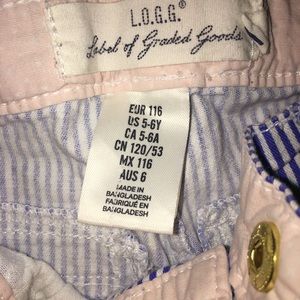 L.O.G.G.®
Label of Graded Goods
EUR 116
US 5-6Y
CA 5-6A
CN 120/53
MX 116
AUS 6
MADE IN
BANGLADESH
FABRIQUÉ EN
BANGLADESH